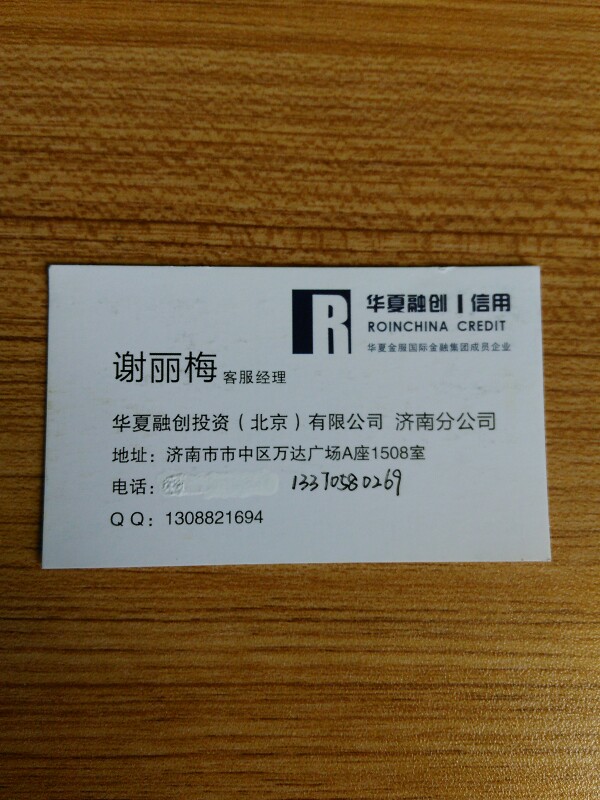 华夏融创 | 信用
ROINCHINA CREDIT
华夏金服国际金融集团成员企业
谢丽梅 客服经理
华夏融创投资（北京）有限公司 济南分公司
地址：济南市市中区万达广场A座1508室
电话： 13370580269
QQ：1308821694